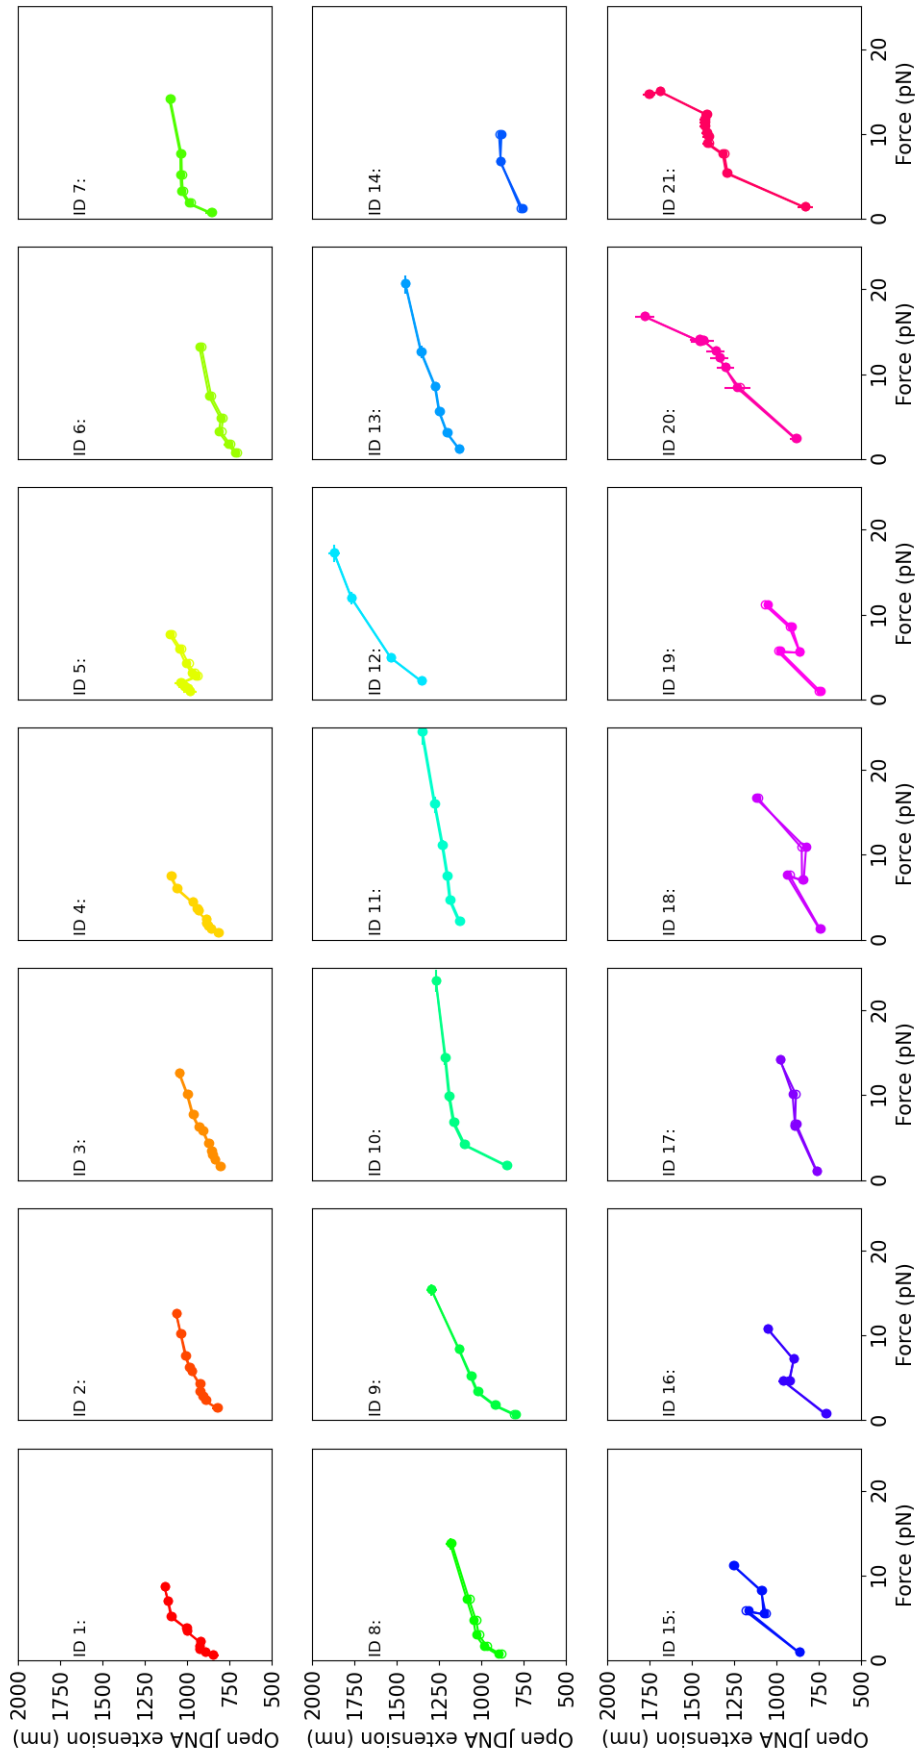 Open JDNA extension (nm)
2000
1750
1500
1250
1000
750
500
ID 1:
ID 2:
ID 3:
ID 4:
ID 5:
ID 6:
ID 7:
Open JDNA extension (nm)
2000
1750
1500
1250
1000
750
500
ID 8:
ID 9:
ID 10:
ID 11:
ID 12:
ID 13:
ID 14:
Open JDNA extension (nm)
2000
1750
1500
1250
1000
750
500
ID 15:
ID 16:
ID 17:
ID 18:
ID 19:
ID 20:
ID 21:
0 10 20
0 10 20
0 10 20
0 10 20
0 10 20
0 10 20
0 10 20
Force (pN)
Force (pN)
Force (pN)
Force (pN)
Force (pN)
Force (pN)
Force (pN)